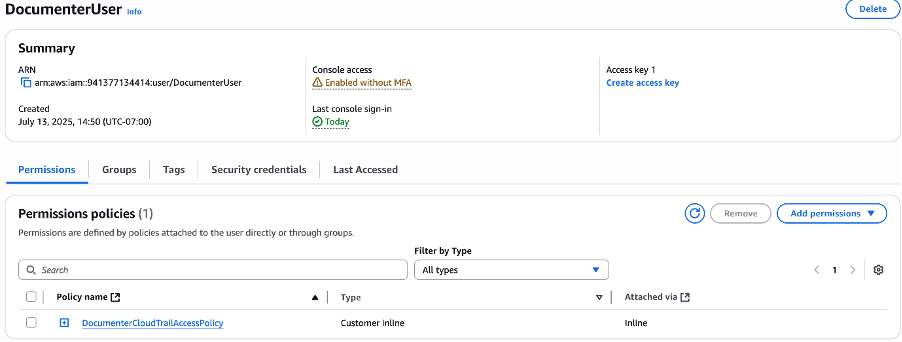 DocumenterUser Info
Delete
Summary
ARN
arn:aws:iam::941377134414:user/DocumenterUser
Created
July 13, 2025, 14:50 (UTC-07:00)
Console access
Enabled without MFA
Last console sign-in
Today
Access key 1
Create access key
Permissions
Groups
Tags
Security credentials
Last Accessed
Permissions policies (1)
Remove
Add permissions
Permissions are defined by policies attached to the user directly or through groups.
Filter by Type
Search
All types
1
Policy name
Type
Attached via
DocumenterCloudTrailAccessPolicy
Customer inline
Inline